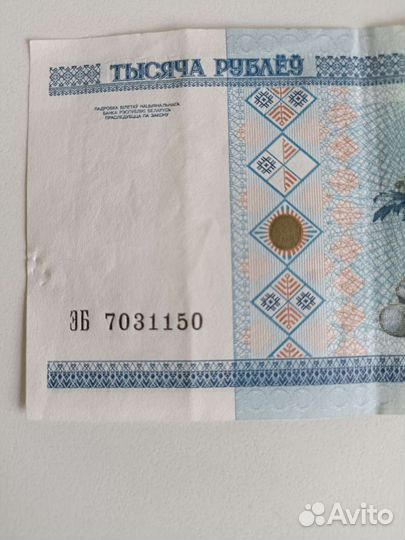 ТЫСЯЧА РУБЛЁЎ
ПАДРОБКА БІЛЕТАЎ НАЦЫЯНАЛЬНАГА
БАНКА РЭСПУБЛІКІ БЕЛАРУСЬ
ПРАСЛЕДУЕЦЦА ПА ЗАКОНУ
ЭБ 7031150
Avito